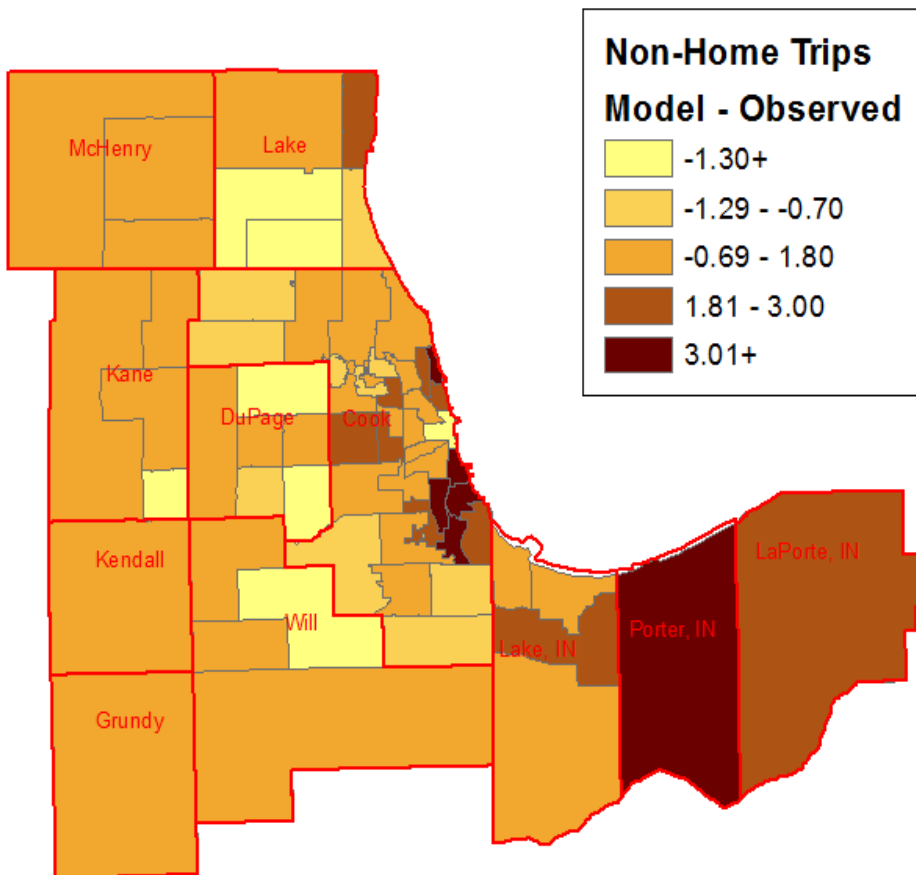 Non-Home Trips
Model - Observed
-1.30+
-1.29 - -0.70
-0.69 - 1.80
1.81 - 3.00
3.01+
McHenry
Lake
Kane
DuPage
Cook
Kendall
LaPorte, IN
Will
Porter, IN
Lake, IN
Grundy